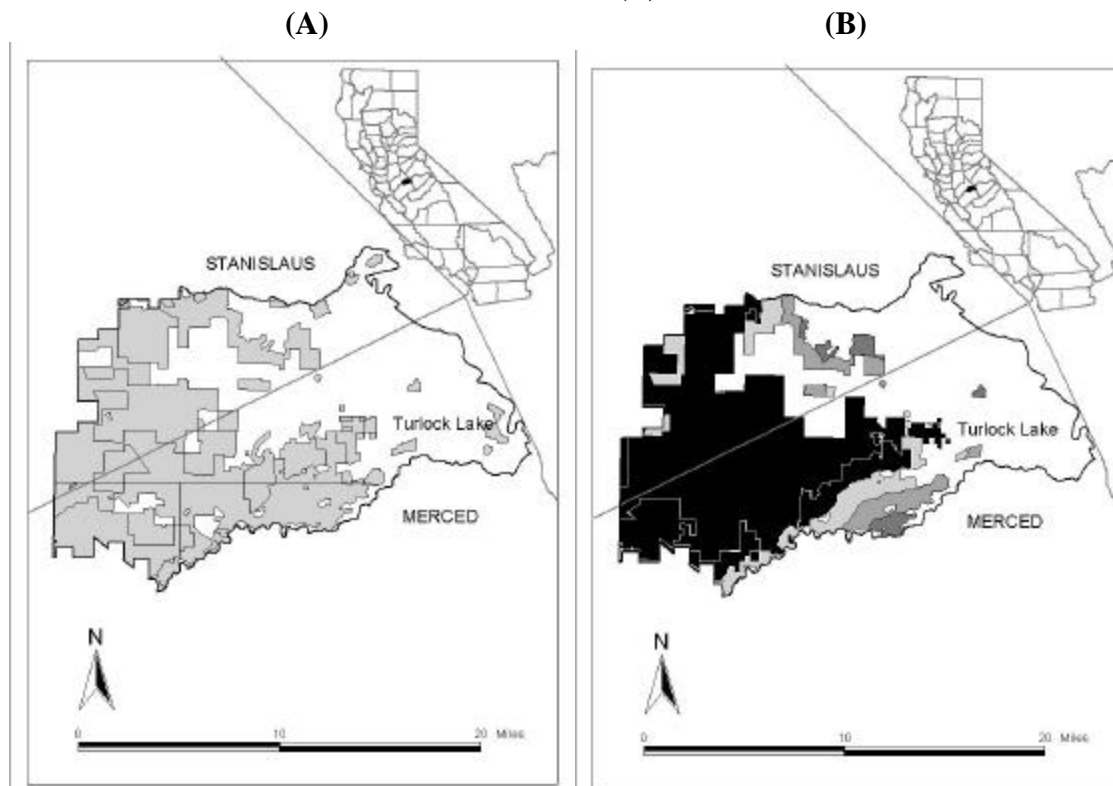 (A)
(B)
STANISLAUS
Turlock Lake
MERCED
N
0 10 20 Miles
STANISLAUS
Turlock Lake
MERCED
N
0 10 20 Miles